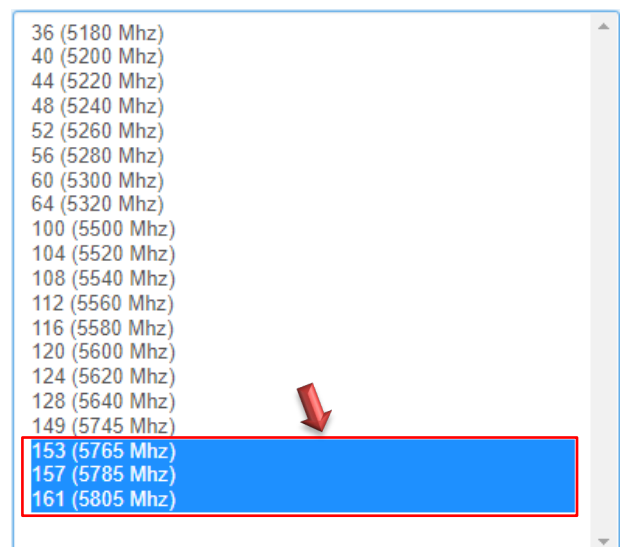 36 (5180 Mhz)
40 (5200 Mhz)
44 (5220 Mhz)
48 (5240 Mhz)
52 (5260 Mhz)
56 (5280 Mhz)
60 (5300 Mhz)
64 (5320 Mhz)
100 (5500 Mhz)
104 (5520 Mhz)
108 (5540 Mhz)
112 (5560 Mhz)
116 (5580 Mhz)
120 (5600 Mhz)
124 (5620 Mhz)
128 (5640 Mhz)
149 (5745 Mhz)
153 (5765 Mhz)
157 (5785 Mhz)
161 (5805 Mhz)